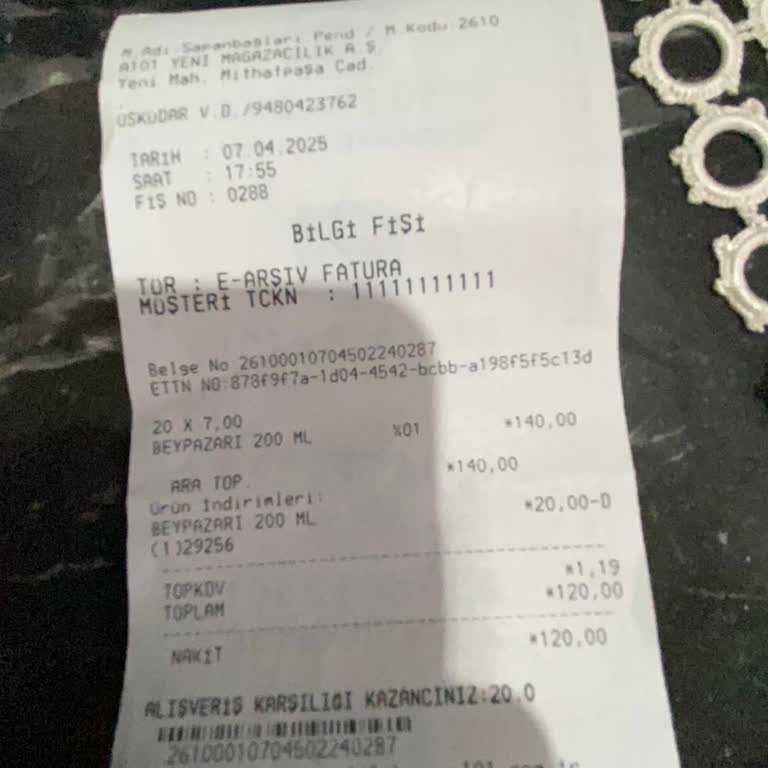 M.Adı Sapanbağları Pend / M.Kodu:2610
A101 YENİ MAĞAZACILIK A.Ş.
Yeni Mah. Mithatpaşa Cad.
ÜSKÜDAR V.D./9480423762
TARİH : 07.04.2025
SAAT : 17:55
FİŞ NO : 0288
BİLGİ FİŞİ
TÜR : E-ARŞİV FATURA
MÜŞTERİ TCKN : 11111111111
Belge No 26100010704502240287
ETTN NO:878f9f7a-1d04-4542-bcbb-a198f5f5c13d
20 X 7,00
BEYPAZARI 200 ML %01 *140,00
ARA TOP. *140,00
Ürün İndirimleri:
BEYPAZARI 200 ML *20,00-D
(1)29256
TOPKDV *1,19
TOPLAM *120,00
NAKİT *120,00
ALIŞVERİŞ KARŞILIĞI KAZANCINIZ:20.0
26100010704502240287